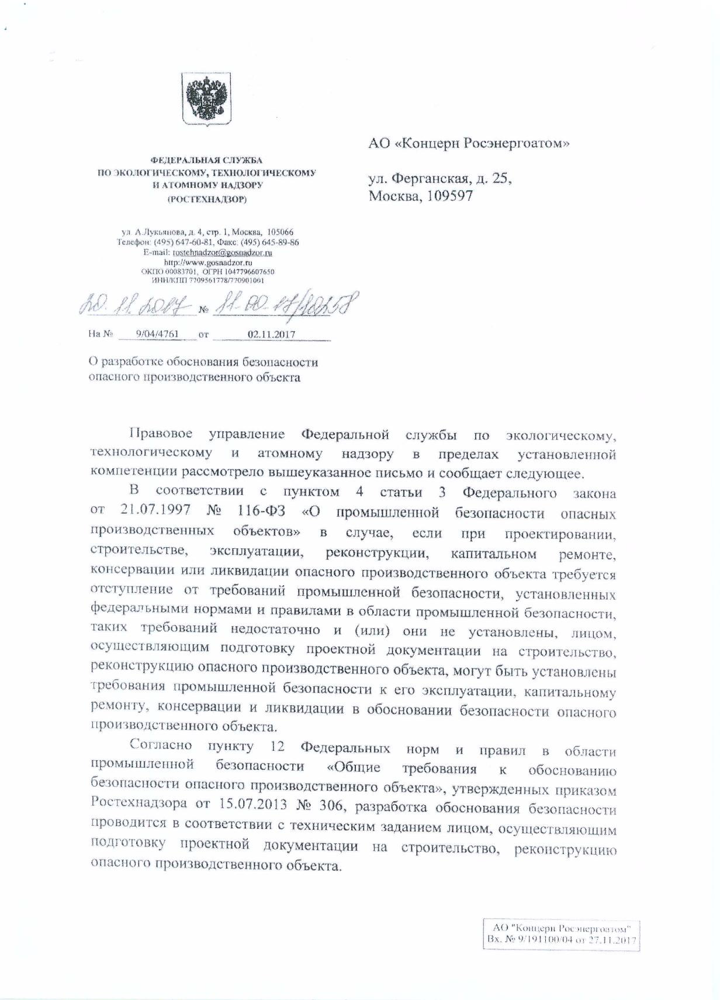 ФЕДЕРАЛЬНАЯ СЛУЖБА
ПО ЭКОЛОГИЧЕСКОМУ, ТЕХНОЛОГИЧЕСКОМУ
И АТОМНОМУ НАДЗОРУ
(РОСТЕХНАДЗОР)
ул. А.Лукьянова, д. 4, стр. 1, Москва, 105066
Телефон: (495) 647-60-81, Факс: (495) 645-89-86
E-mail: rostehnadzor@gosnadzor.ru
http://www.gosnadzor.ru
ОКПО 00083701, ОГРН 1047796607650
ИНН/КПП 7709561778/770901001
20.11.2017 № 11-00-17/10258
На № 9/04/4761 от 02.11.2017
О разработке обоснования безопасности
опасного производственного объекта
АО «Концерн Росэнергоатом»
ул. Ферганская, д. 25,
Москва, 109597
Правовое управление Федеральной службы по экологическому,
технологическому и атомному надзору в пределах установленной
компетенции рассмотрело вышеуказанное письмо и сообщает следующее.
В соответствии с пунктом 4 статьи 3 Федерального закона
от 21.07.1997 № 116-ФЗ «О промышленной безопасности опасных
производственных объектов» в случае, если при проектировании,
строительстве, эксплуатации, реконструкции, капитальном ремонте,
консервации или ликвидации опасного производственного объекта требуется
отступление от требований промышленной безопасности, установленных
федеральными нормами и правилами в области промышленной безопасности,
таких требований недостаточно и (или) они не установлены, лицом,
осуществляющим подготовку проектной документации на строительство,
реконструкцию опасного производственного объекта, могут быть установлены
требования промышленной безопасности к его эксплуатации, капитальному
ремонту, консервации и ликвидации в обосновании безопасности опасного
производственного объекта.
Согласно пункту 12 Федеральных норм и правил в области
промышленной безопасности «Общие требования к обоснованию
безопасности опасного производственного объекта», утвержденных приказом
Ростехнадзора от 15.07.2013 № 306, разработка обоснования безопасности
проводится в соответствии с техническим заданием лицом, осуществляющим
подготовку проектной документации на строительство, реконструкцию
опасного производственного объекта.
АО "Концерн Росэнергоатом"
Вх. № 9/191100/04 от 27.11.2017